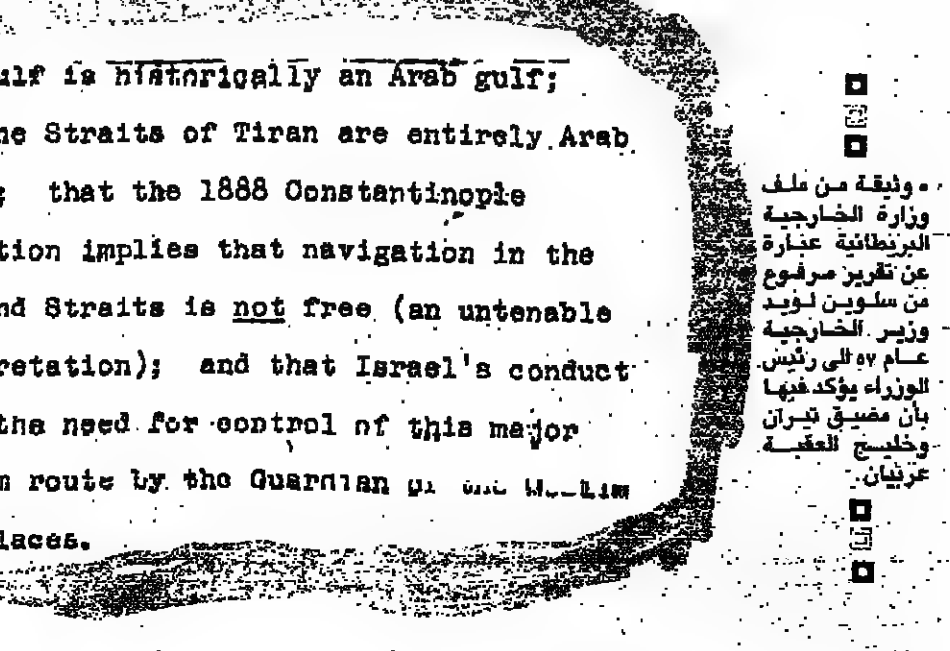 ulf is historically an Arab gulf;
he Straits of Tiran are entirely Arab
; that the 1888 Constantinople
tion implies that navigation in the
nd Straits is not free (an untenable
retation); and that Israel's conduct
the need for control of this major
n route by the Guardian
laces.
وثيقة من ملف
وزارة الخارجية
البريطانية عبارة
عن تقرير مرفوع
من سلوين لويد
وزير الخارجية
عام ٥٧ الى رئيس
الوزراء يؤكد فيها
بأن مضيق تيران
وخليج العقبة
عربيان.